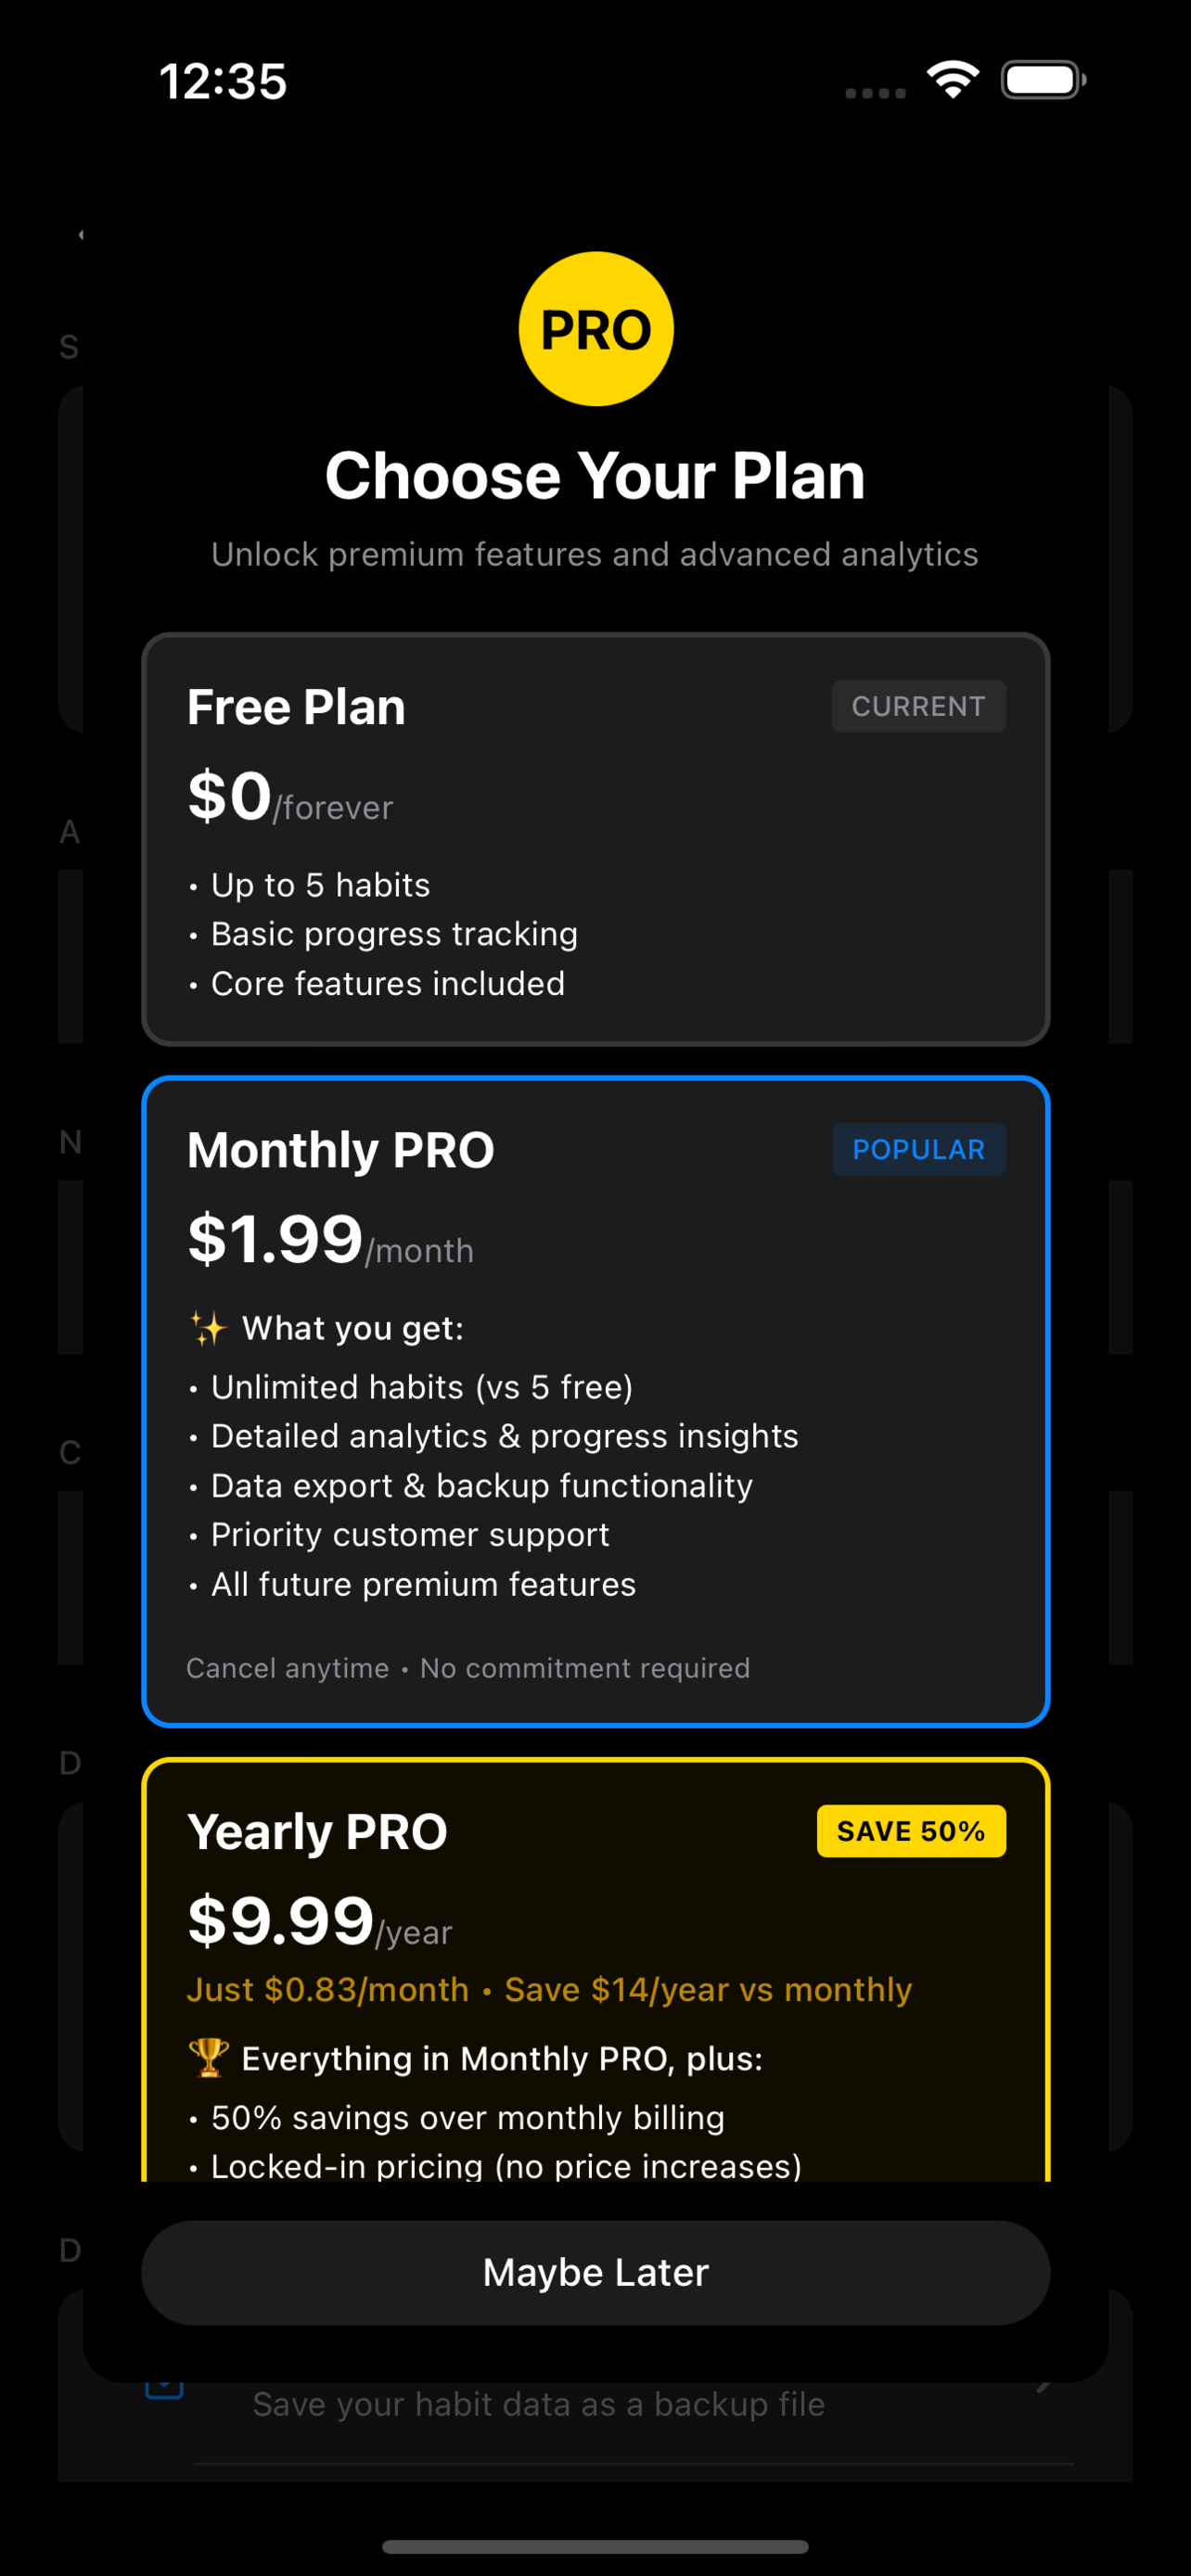 12:35
S
PRO
Choose Your Plan
Unlock premium features and advanced analytics
Free Plan
CURRENT
$0/forever
• Up to 5 habits
• Basic progress tracking
• Core features included
A
N
Monthly PRO
POPULAR
$1.99/month
✨ What you get:
• Unlimited habits (vs 5 free)
• Detailed analytics & progress insights
C
• Data export & backup functionality
• Priority customer support
• All future premium features
Cancel anytime • No commitment required
D
Yearly PRO
SAVE 50%
$9.99/year
Just $0.83/month • Save $14/year vs monthly
🏆 Everything in Monthly PRO, plus:
• 50% savings over monthly billing
• Locked-in pricing (no price increases)
D
Maybe Later
Save your habit data as a backup file